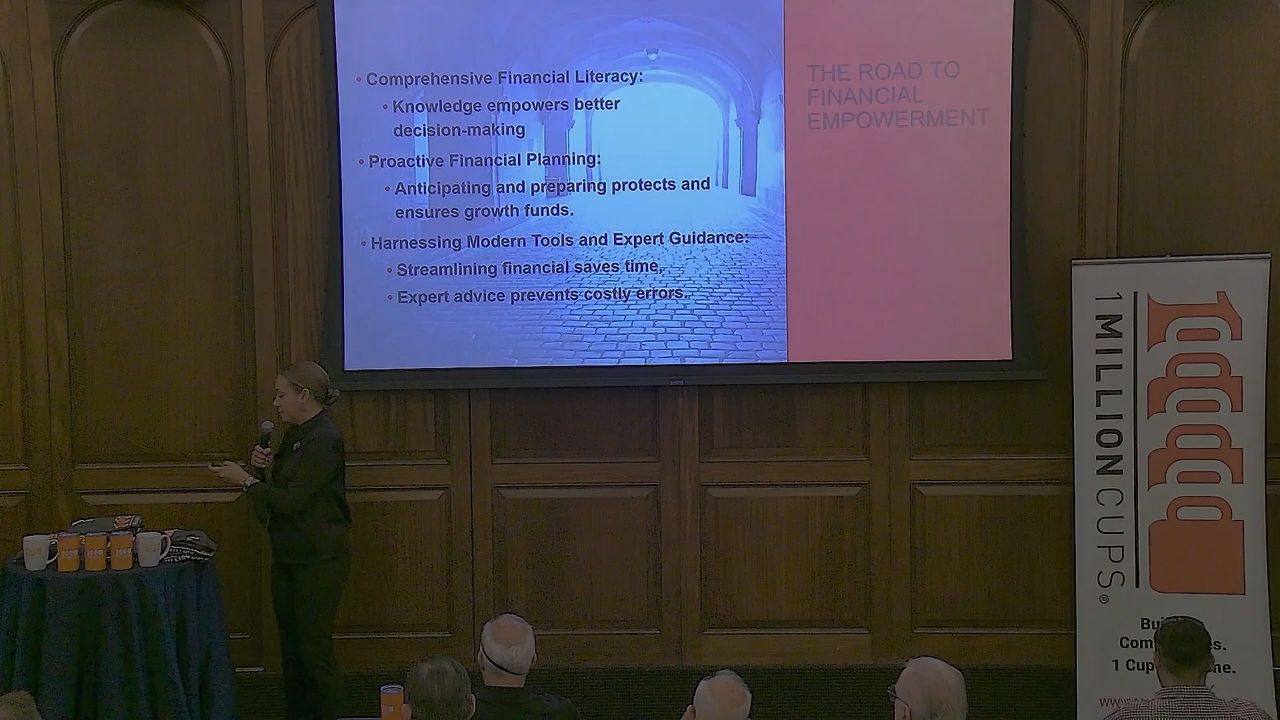 • Comprehensive Financial Literacy:
• Knowledge empowers better
decision-making
• Proactive Financial Planning:
• Anticipating and preparing protects and
ensures growth funds.
• Harnessing Modern Tools and Expert Guidance:
• Streamlining financial saves time,
• Expert advice prevents costly errors.
THE ROAD TO
FINANCIAL
EMPOWERMENT
1 MILLION CUPS®
1 Cup